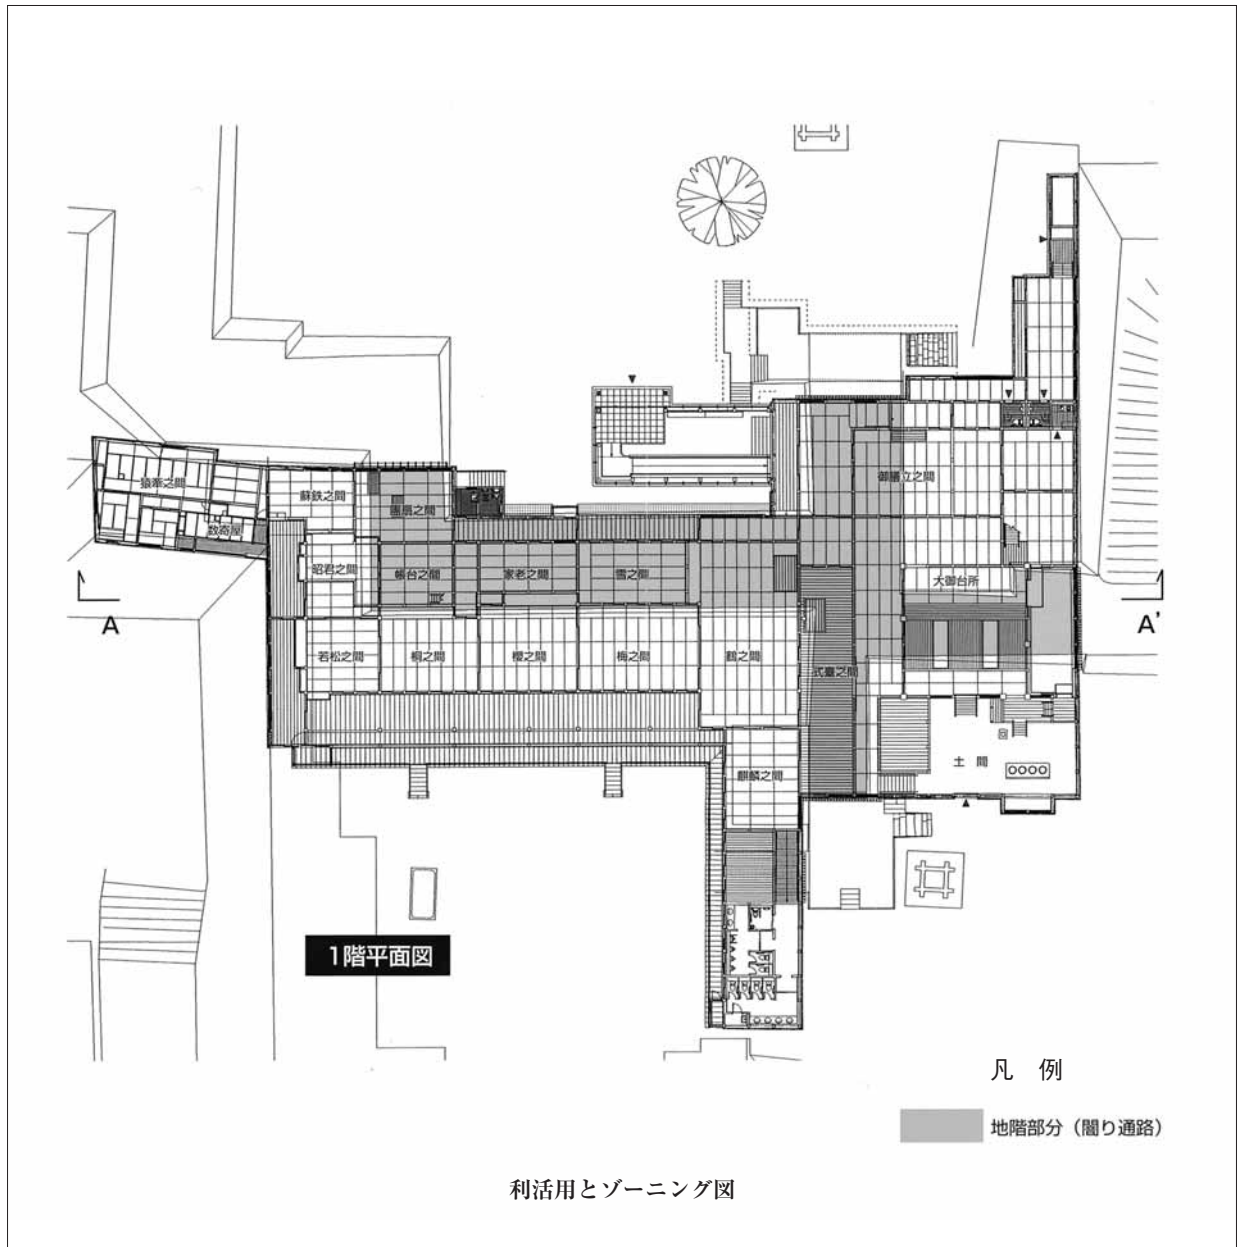 猿牽之間
数寄屋
蘇鉄之間
團扇之間
昭君之間
帳台之間
家老之間
雪之間
若松之間
桐之間
櫻之間
梅之間
鶴之間
式臺之間
麒麟之間
御膳立之間
大御台所
土 間
A
A'
1階平面図
凡 例
地階部分（闇り通路）
利活用とゾーニング図